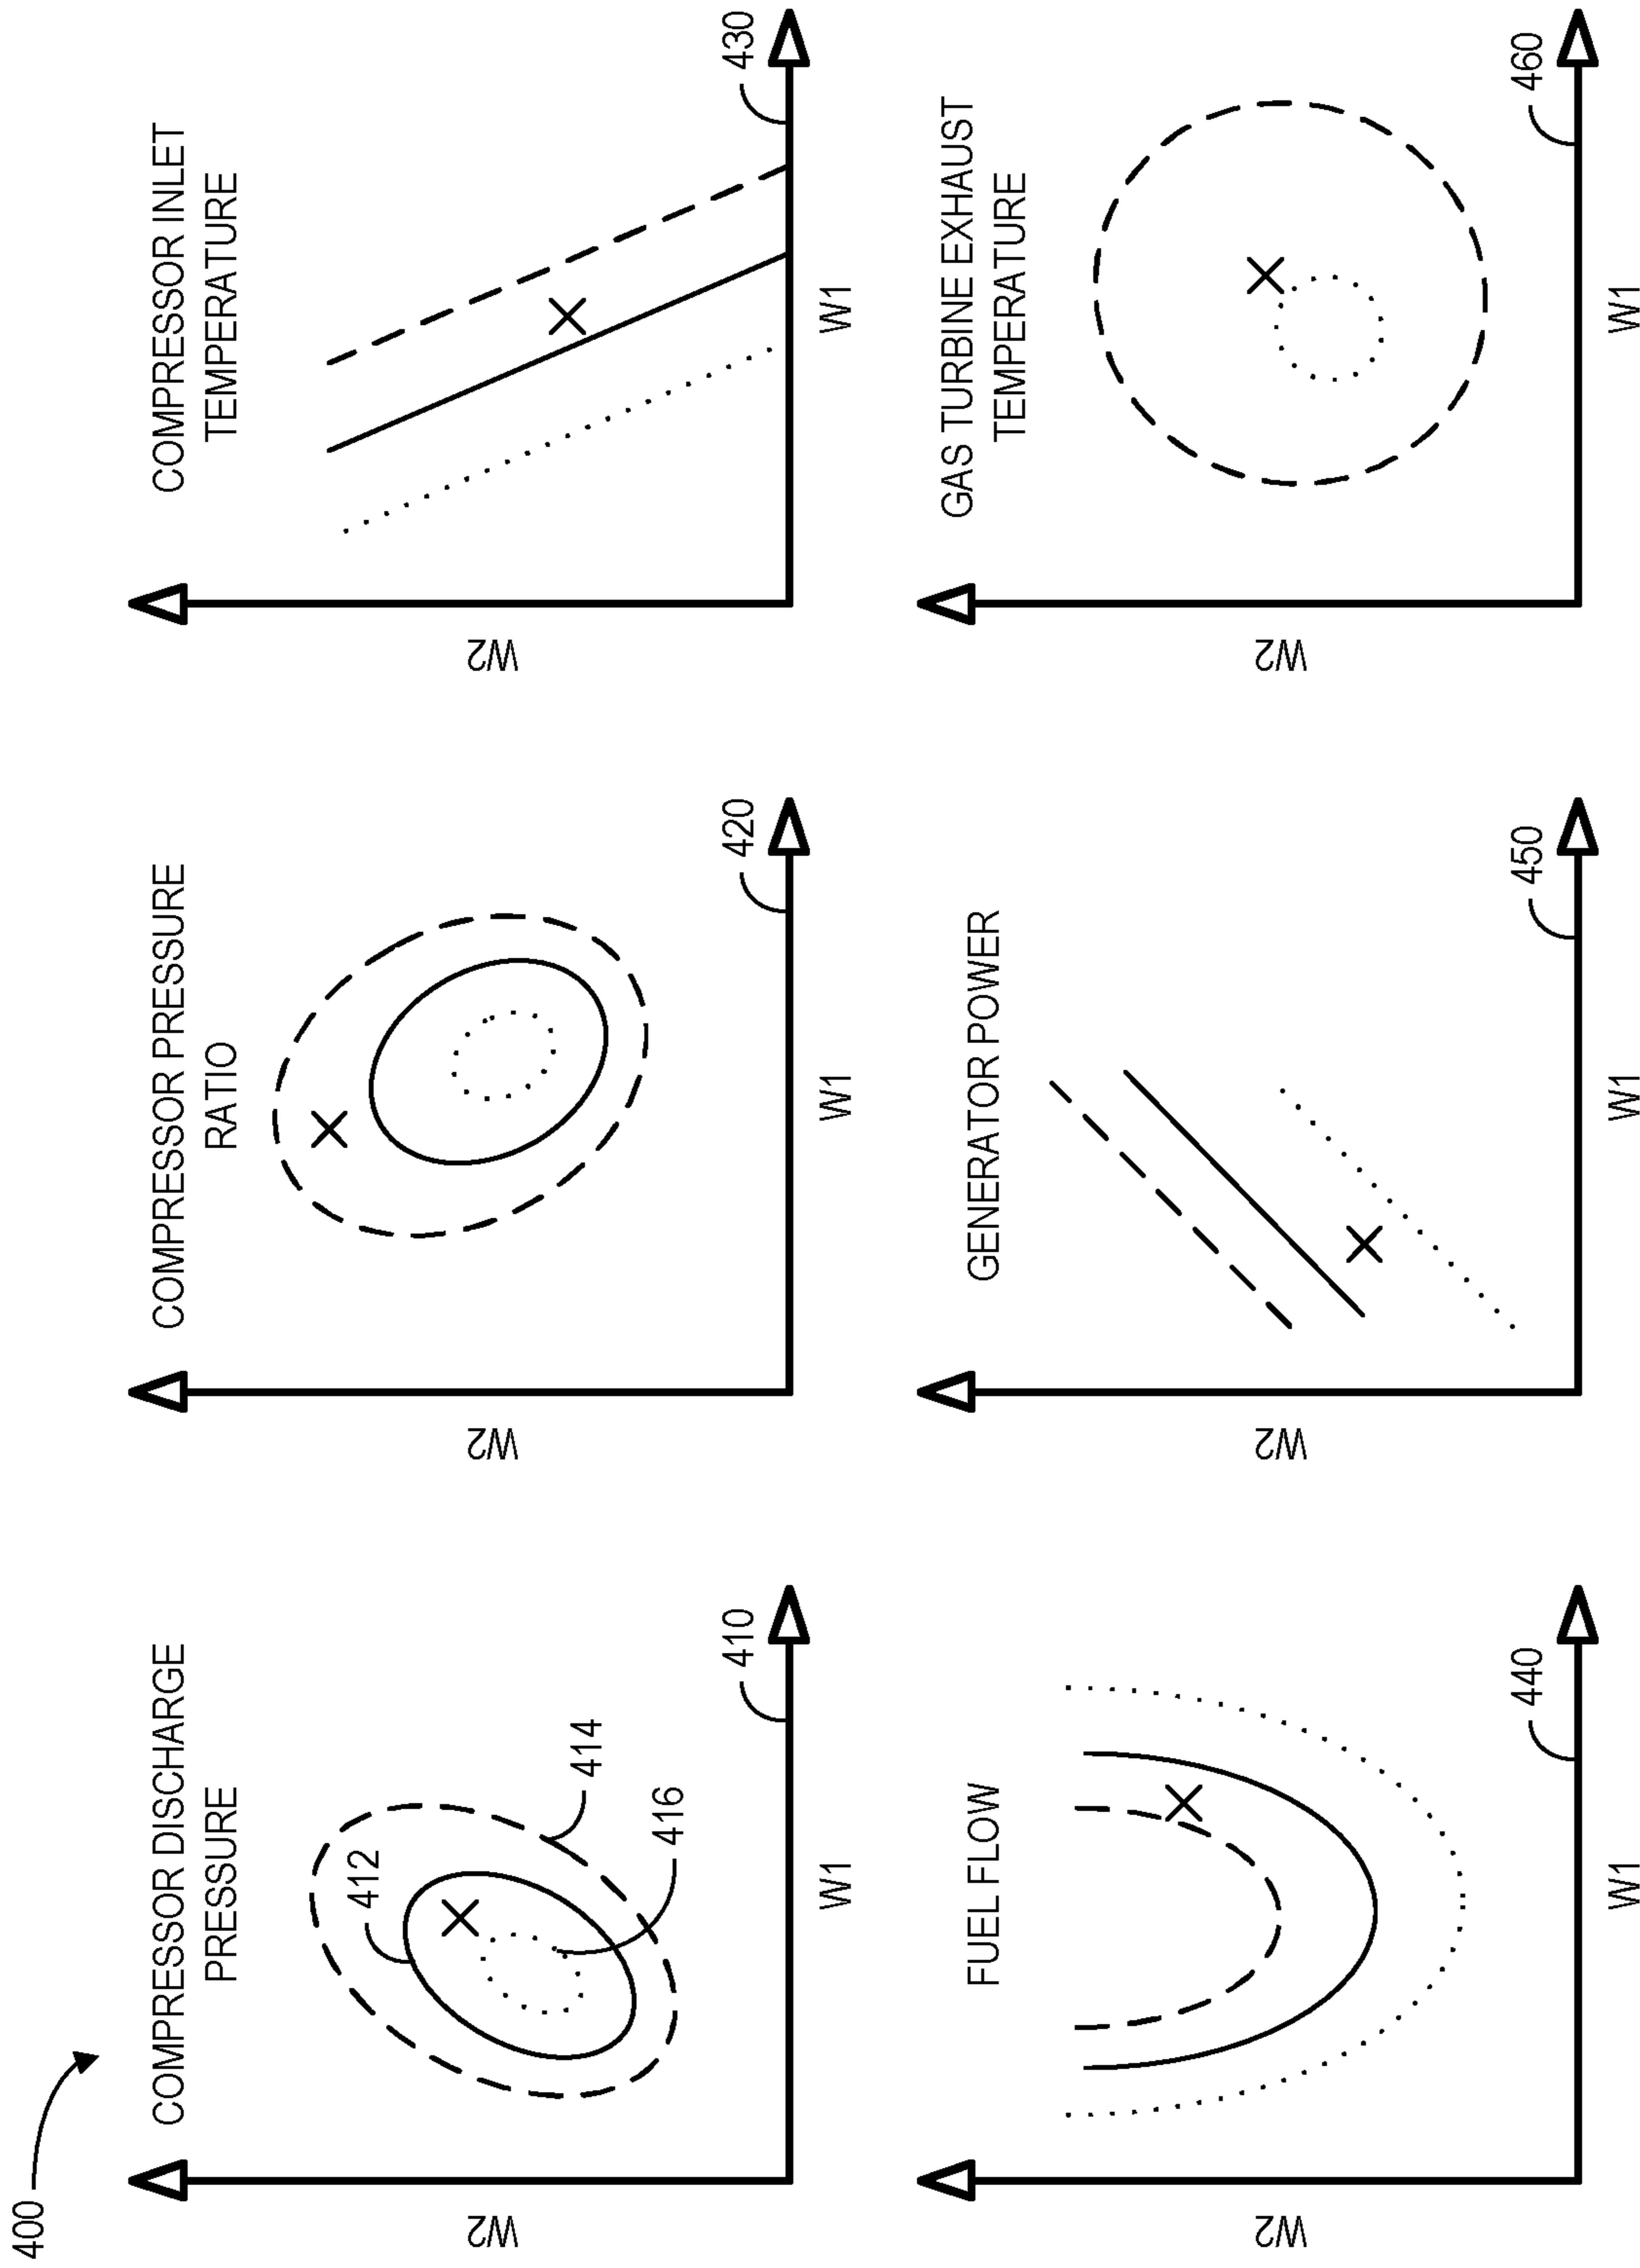 400
COMPRESSOR DISCHARGE
PRESSURE
412
414
416
410
W2
W1
COMPRESSOR PRESSURE
RATIO
420
W2
W1
COMPRESSOR INLET
TEMPERATURE
430
W2
W1
FUEL FLOW
440
W2
W1
GENERATOR POWER
450
W2
W1
GAS TURBINE EXHAUST
TEMPERATURE
460
W2
W1